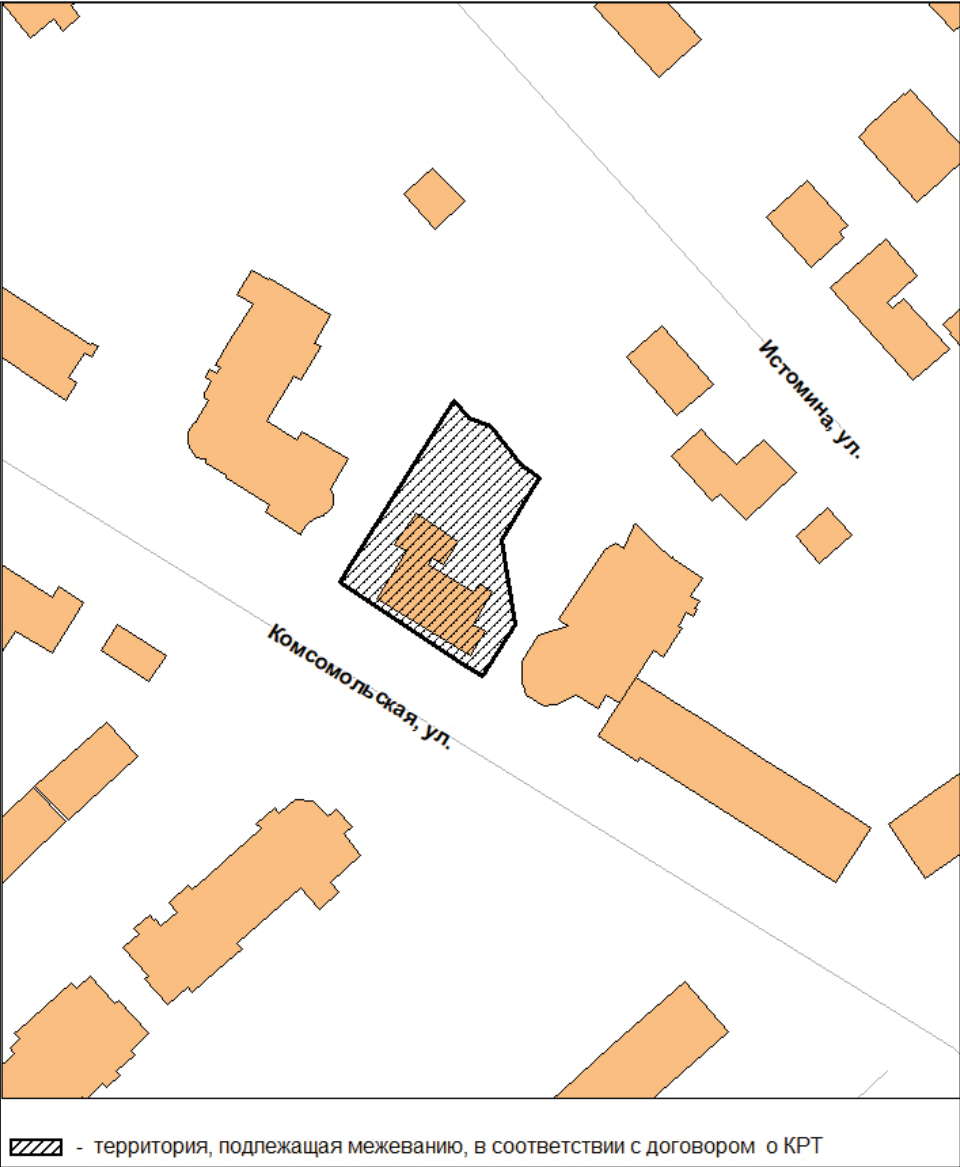 Истомина, ул.
Комсомольская, ул.
- территория, подлежащая межеванию, в соответствии с договором о КРТ